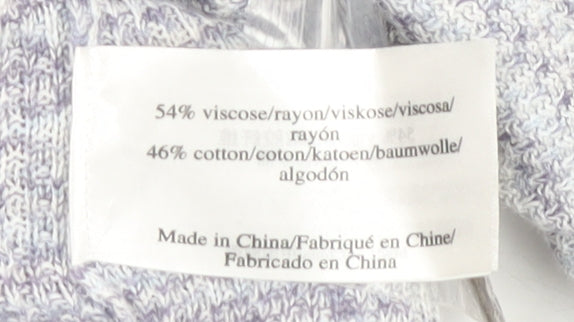 54% viscose/rayon/viskose/viscosa/
rayón
46% cotton/coton/katoen/baumwolle/
algodón
Made in China/Fabriqué en Chine/
Fabricado en China